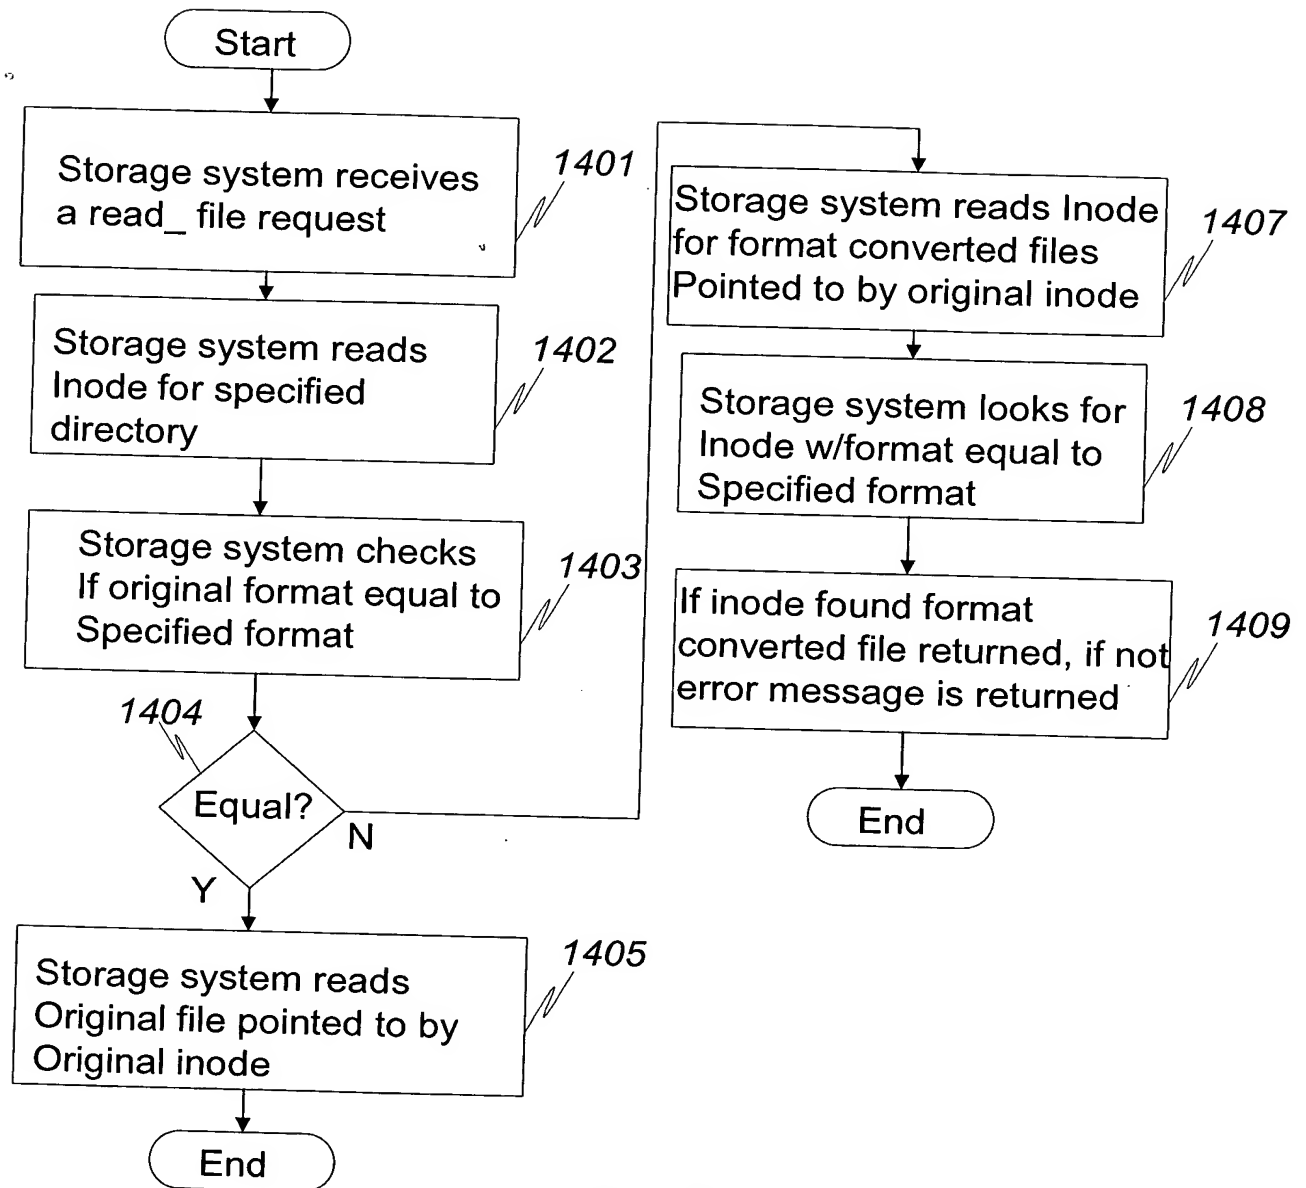 Start
Storage system receives
a read_ file request
1401
Storage system reads
Inode for specified
directory
1402
Storage system checks
If original format equal to
Specified format
1403
1404
Equal?
N
Y
Storage system reads
Original file pointed to by
Original inode
1405
End
Storage system reads Inode
for format converted files
Pointed to by original inode
1407
Storage system looks for
Inode w/format equal to
Specified format
1408
If inode found format
converted file returned, if not
error message is returned
1409
End